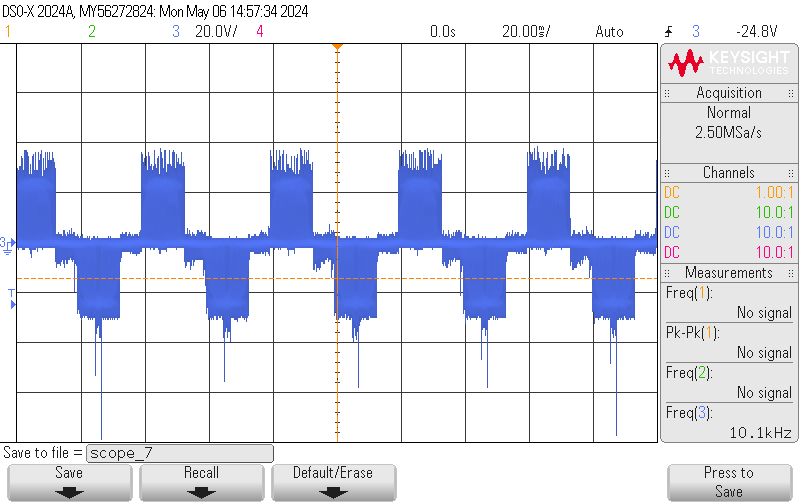 DSO-X 2024A, MY56272824: Mon May 06 14:57:34 2024
1 2 3 20.0V/ 4 0.0s 20.00ms/ Auto 3 -24.8V
KEYSIGHT
TECHNOLOGIES
Acquisition
Normal
2.50MSa/s
Channels
DC 1.00:1
DC 10.0:1
DC 10.0:1
DC 10.0:1
Measurements
Freq(1):
No signal
Pk-Pk(1):
No signal
Freq(2):
No signal
Freq(3):
10.1kHz
3
T
Save to file = scope_7
Save Recall Default/Erase Press to
Save